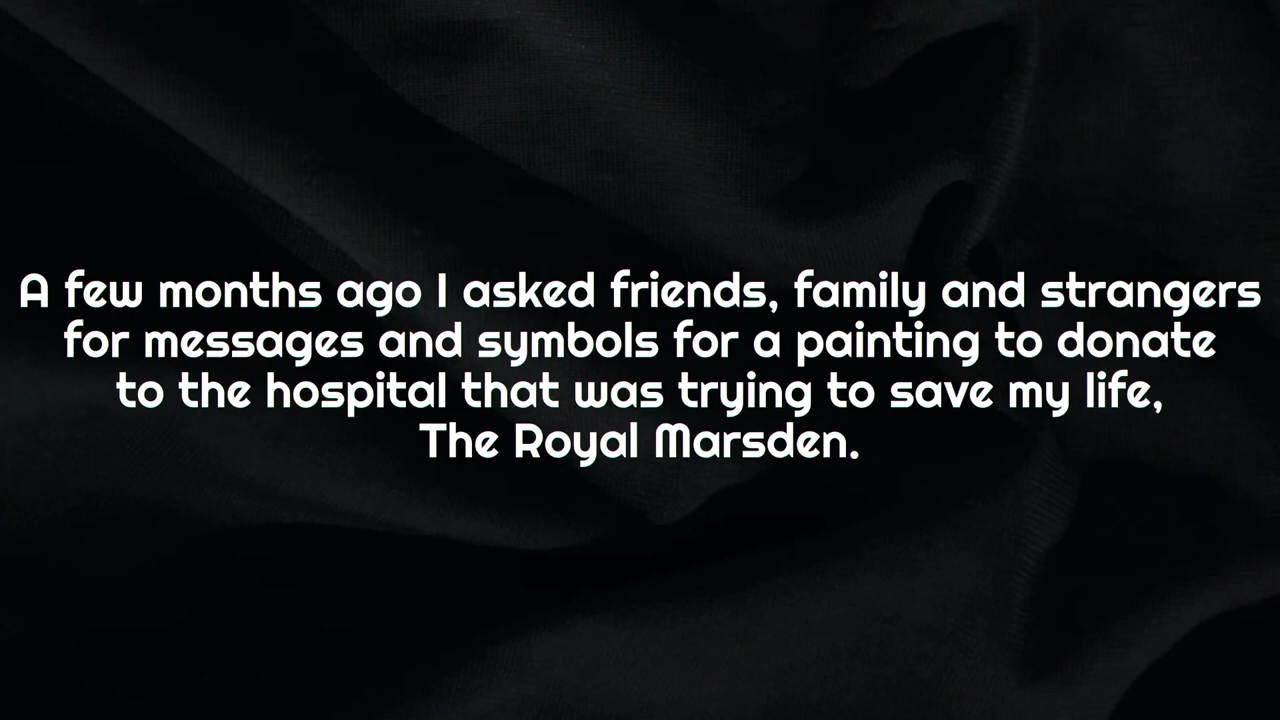 A few months ago I asked friends, family and strangers
for messages and symbols for a painting to donate
to the hospital that was trying to save my life,
The Royal Marsden.